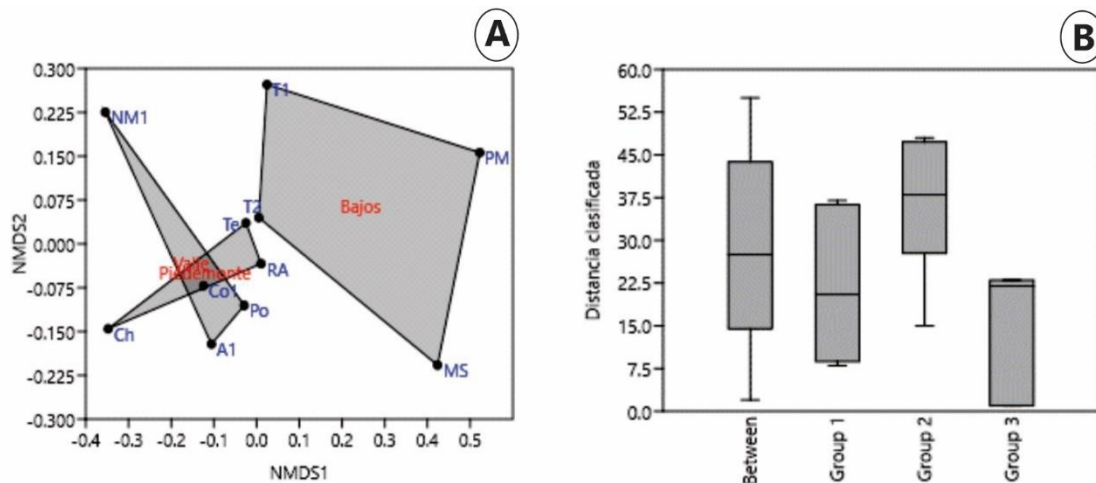 A
0.300
0.225
0.150
0.075
0.000
-0.075
-0.150
-0.225
-0.300
NMDS2
-0.4 -0.3 -0.2 -0.1 0.0 0.1 0.2 0.3 0.4 0.5
NMDS1
NM1
T1
PM
T2
Te
Bajos
Valle
Piedemonte
RA
Co1
Po
Ch
A1
MS
B
60.0
52.5
45.0
37.5
30.0
22.5
15.0
7.5
0.0
Distancia clasificada
Between
Group 1
Group 2
Group 3